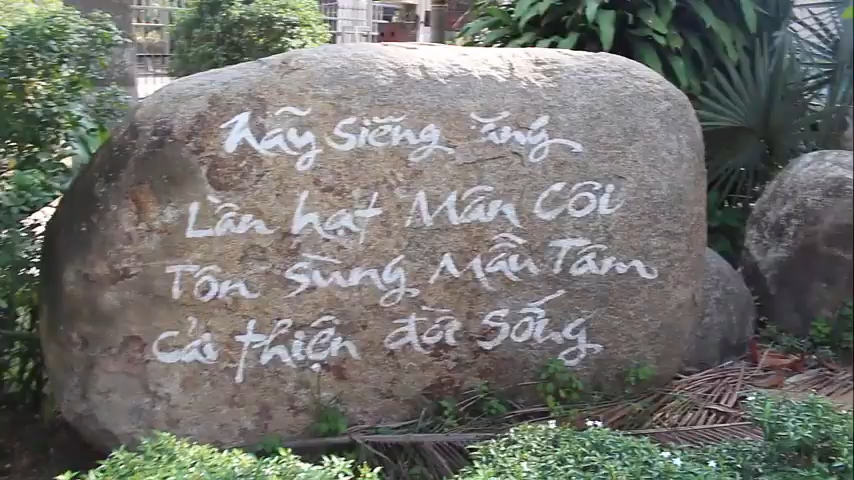 hãy siêng năng
Lần hạt Mân Côi
Tôn sùng Mẫu Tâm
Cải thiện đời sống